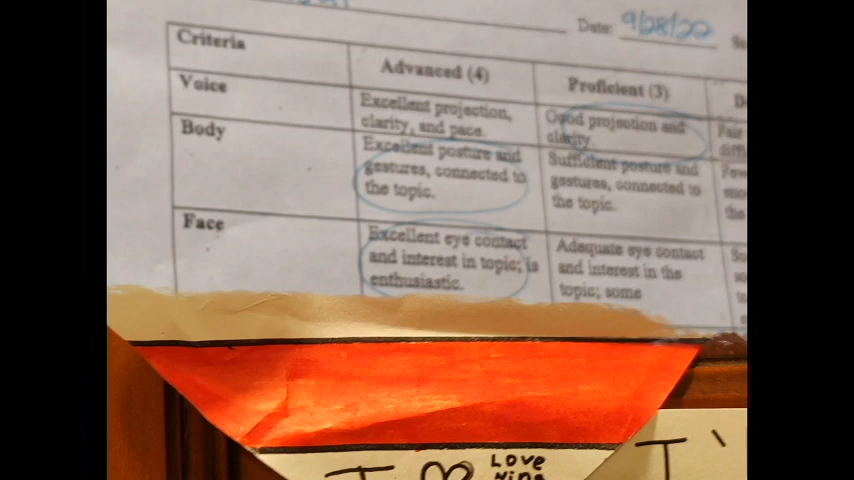 Date: 9/28/22
Criteria
Advanced (4)
Proficient (3)
Voice
Excellent projection,
clarity, and pace.
Good projection and
clarity.
Fair
Body
Excellent posture and
gestures, connected to
the topic.
Sufficient posture and
gestures, connected to
the topic.
the
Face
Excellent eye contact
and interest in topic; is
enthusiastic.
Adequate eye contact
and interest in the
topic; some
I
LOVE
I'